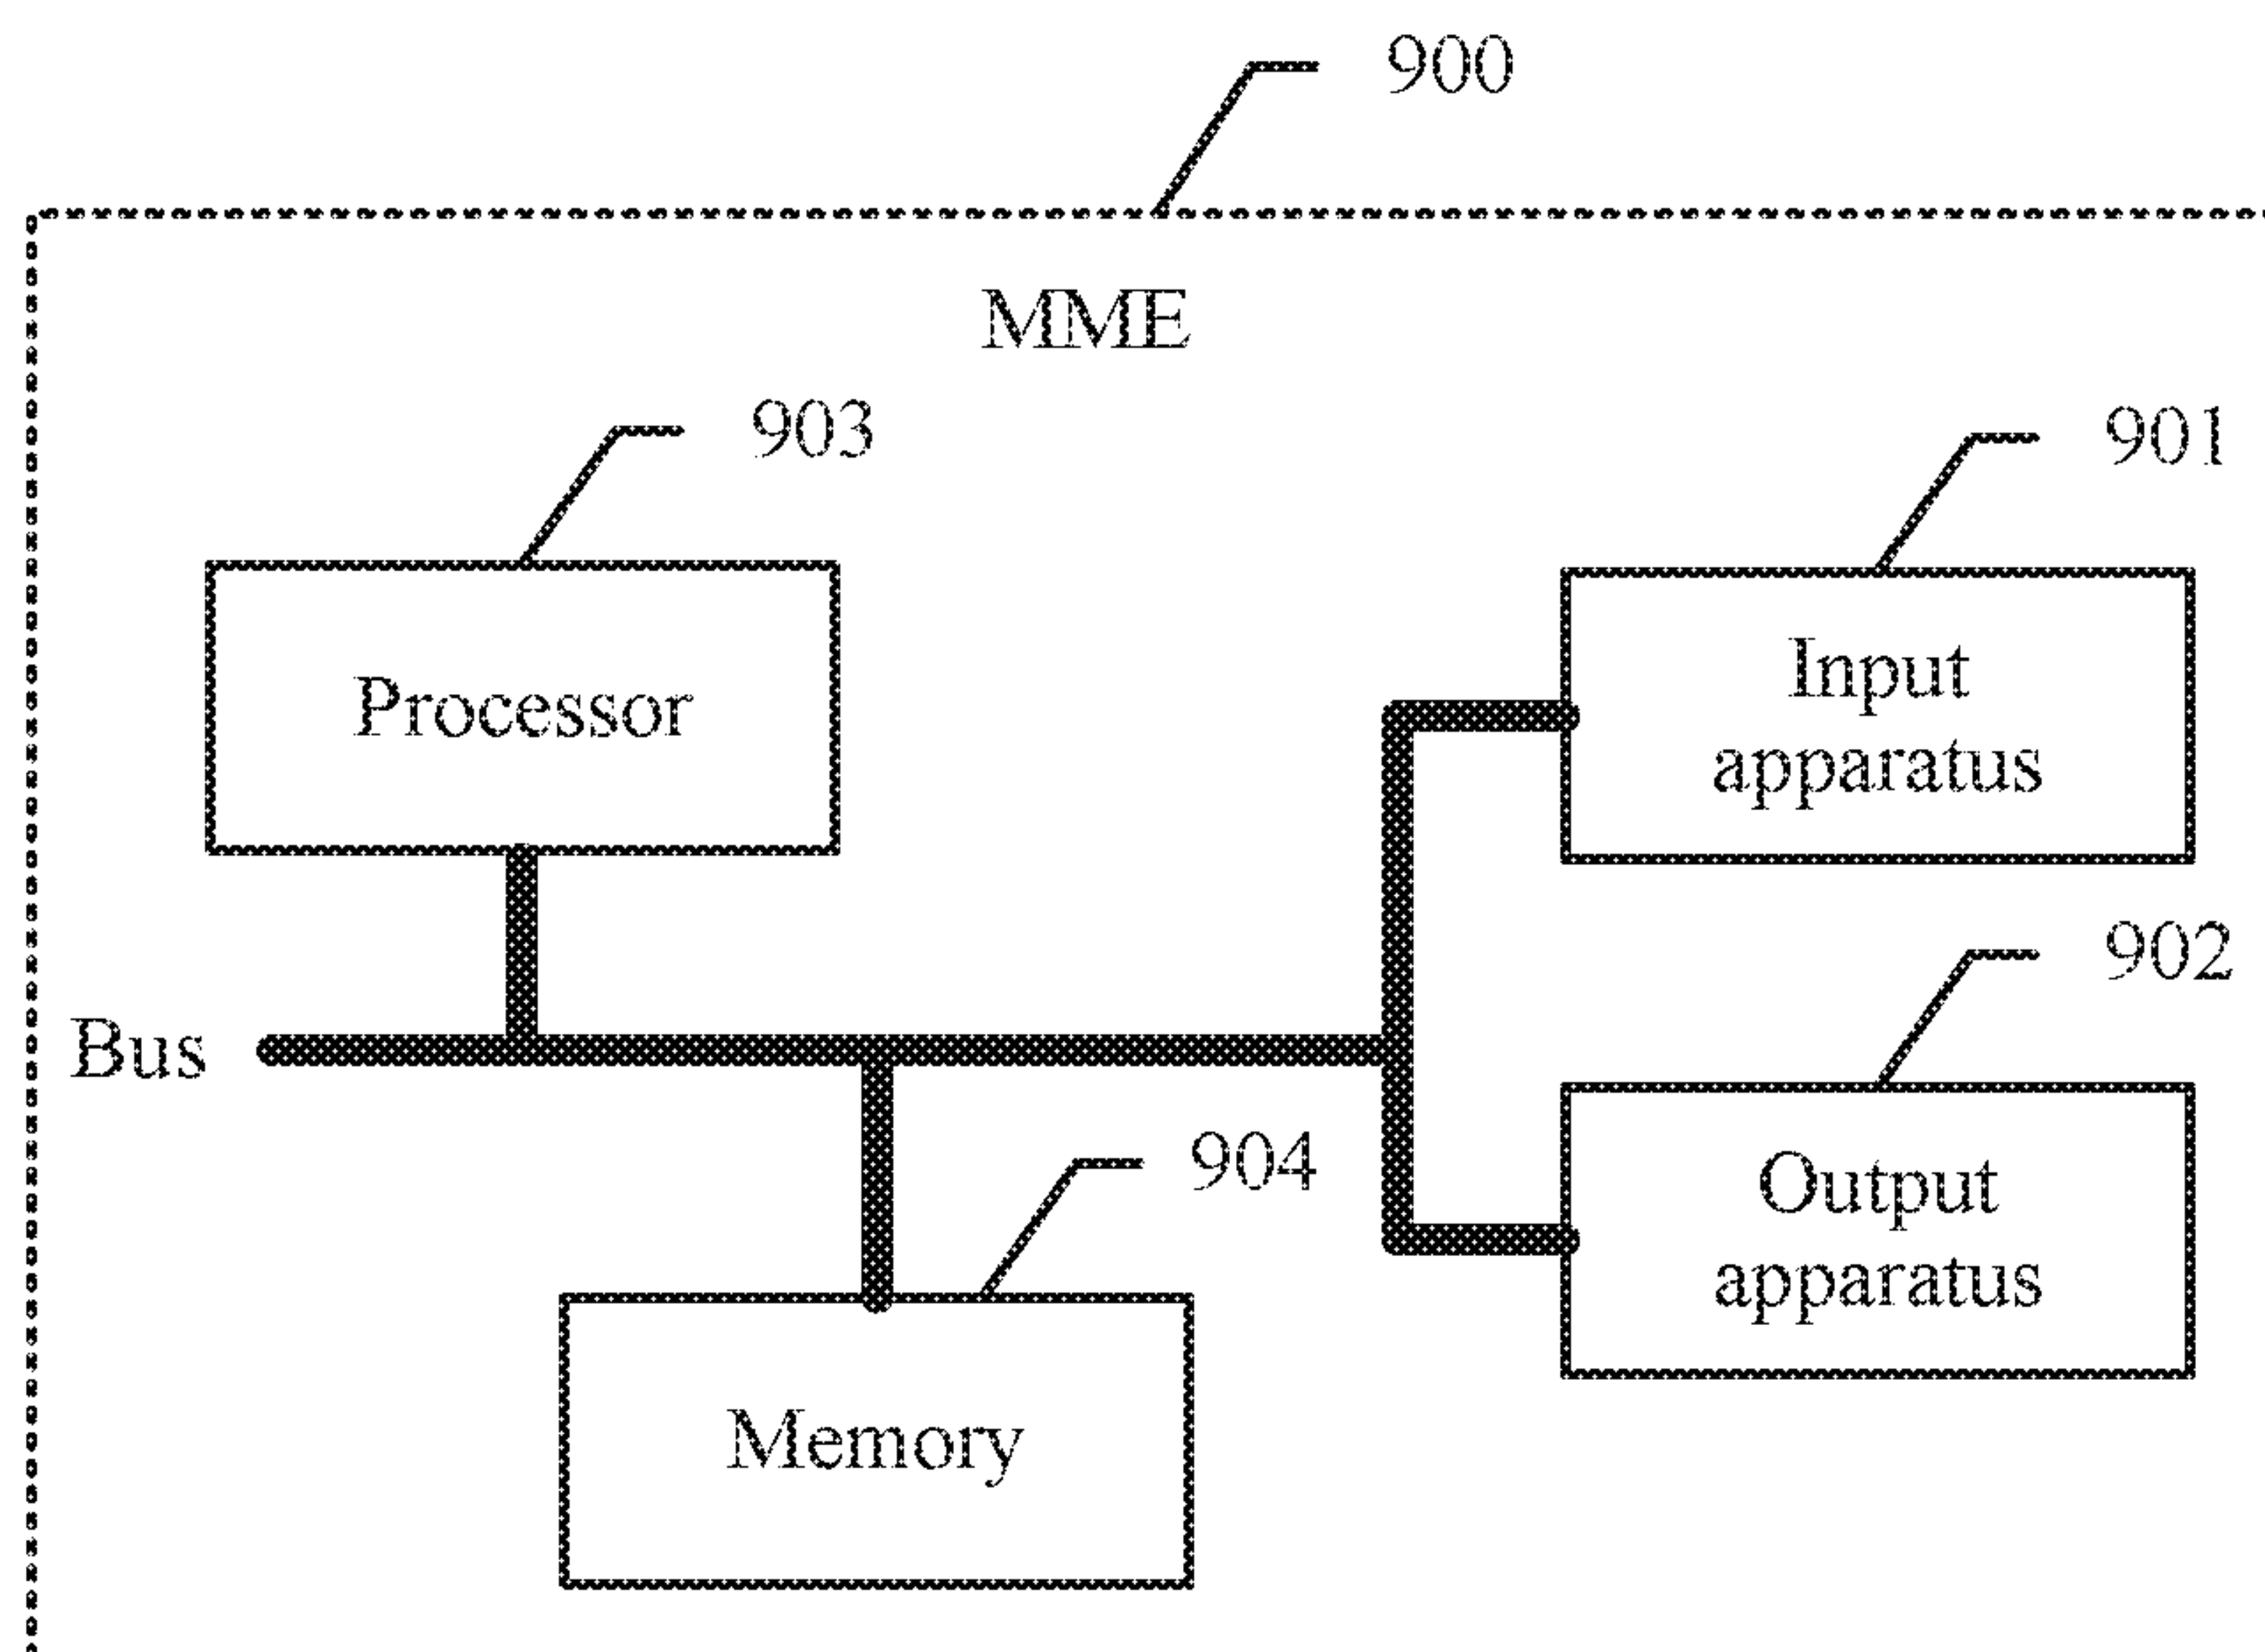 900
MME
903
901
Processor
Input
apparatus
902
Bus
904
Output
apparatus
Memory